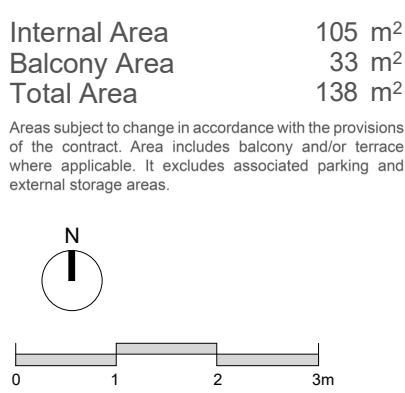 Internal Area 105 m²
Balcony Area 33 m²
Total Area 138 m²
Areas subject to change in accordance with the provisions
of the contract. Area includes balcony and/or terrace
where applicable. It excludes associated parking and
external storage areas.
N
0 1 2 3m